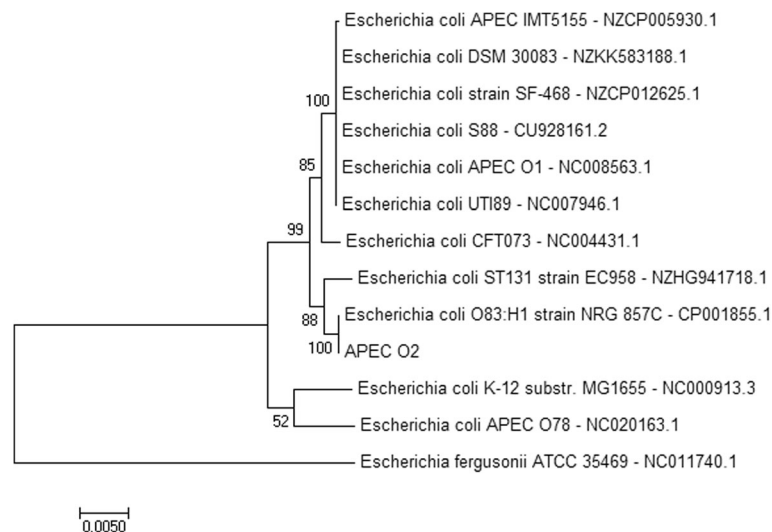 Escherichia coli APEC IMT5155 - NZCP005930.1
Escherichia coli DSM 30083 - NZKK583188.1
100
Escherichia coli strain SF-468 - NZCP012625.1
Escherichia coli S88 - CU928161.2
85
Escherichia coli APEC O1 - NC008563.1
Escherichia coli UTI89 - NC007946.1
99
Escherichia coli CFT073 - NC004431.1
Escherichia coli ST131 strain EC958 - NZHG941718.1
88
Escherichia coli O83:H1 strain NRG 857C - CP001855.1
100
APEC O2
Escherichia coli K-12 substr. MG1655 - NC000913.3
52
Escherichia coli APEC O78 - NC020163.1
Escherichia fergusonii ATCC 35469 - NC011740.1
0.0050